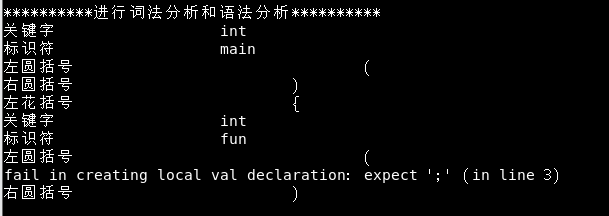 **********进行词法分析和语法分析**********
关键字 int
标识符 main
左圆括号 (
右圆括号 )
左花括号 {
关键字 int
标识符 fun
左圆括号 (
fail in creating local val declaration: expect ';' (in line 3)
右圆括号 )